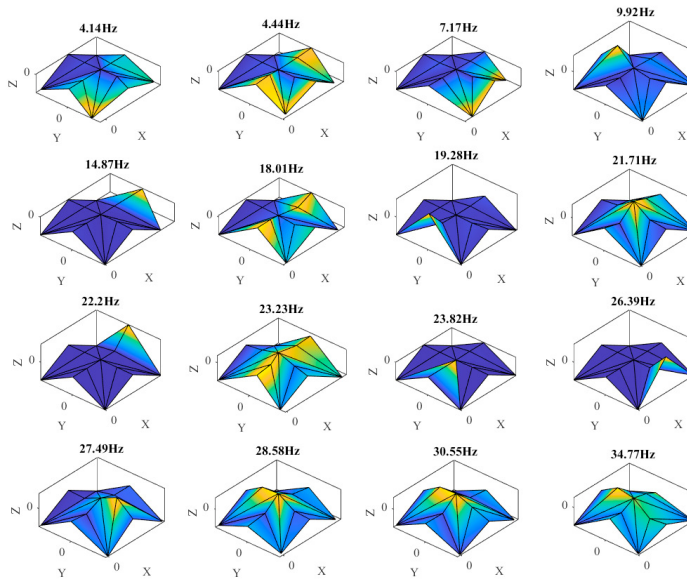 4.14Hz
4.44Hz
7.17Hz
9.92Hz
Z 0
Z 0
Z 0
Z 0
0 0
0 0
0 0
0 0
Y X
Y X
Y X
Y X
14.87Hz
18.01Hz
19.28Hz
21.71Hz
Z 0
Z 0
Z 0
Z 0
0 0
0 0
0 0
0 0
Y X
Y X
Y X
Y X
22.2Hz
23.23Hz
23.82Hz
26.39Hz
Z 0
Z 0
Z 0
Z 0
0 0
0 0
0 0
0 0
Y X
Y X
Y X
Y X
27.49Hz
28.58Hz
30.55Hz
34.77Hz
Z 0
Z 0
Z 0
Z 0
0 0
0 0
0 0
0 0
Y X
Y X
Y X
Y X